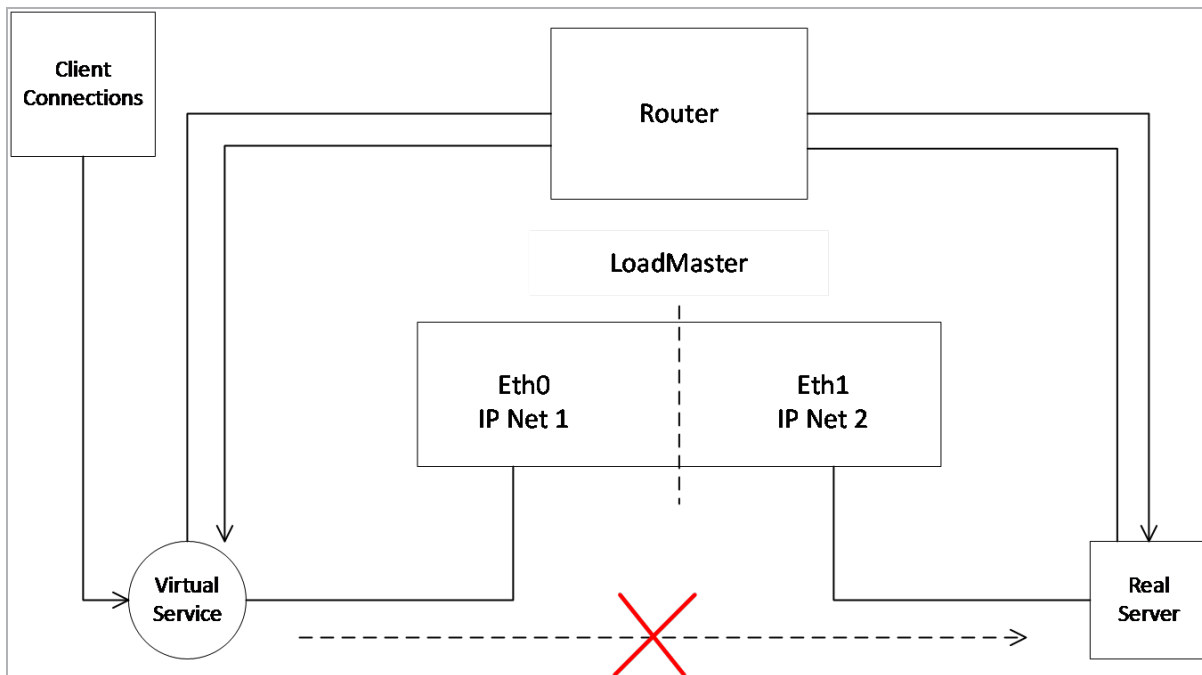 Client
Connections
Router
LoadMaster
Eth0
IP Net 1
Eth1
IP Net 2
Virtual
Service
Real
Server